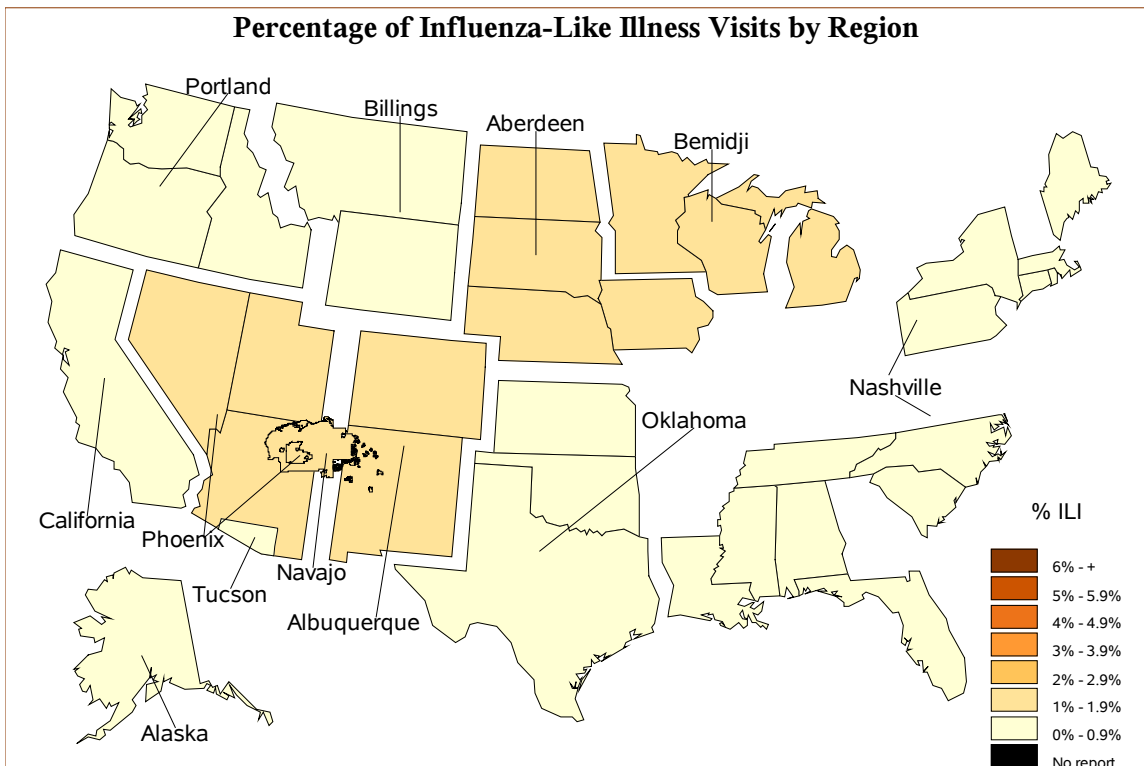 Percentage of Influenza-Like Illness Visits by Region
Portland
Billings
Aberdeen
Bemidji
Nashville
Oklahoma
California
Phoenix
Tucson
Navajo
Albuquerque
Alaska
% ILI
6% - +
5% - 5.9%
4% - 4.9%
3% - 3.9%
2% - 2.9%
1% - 1.9%
0% - 0.9%
No report